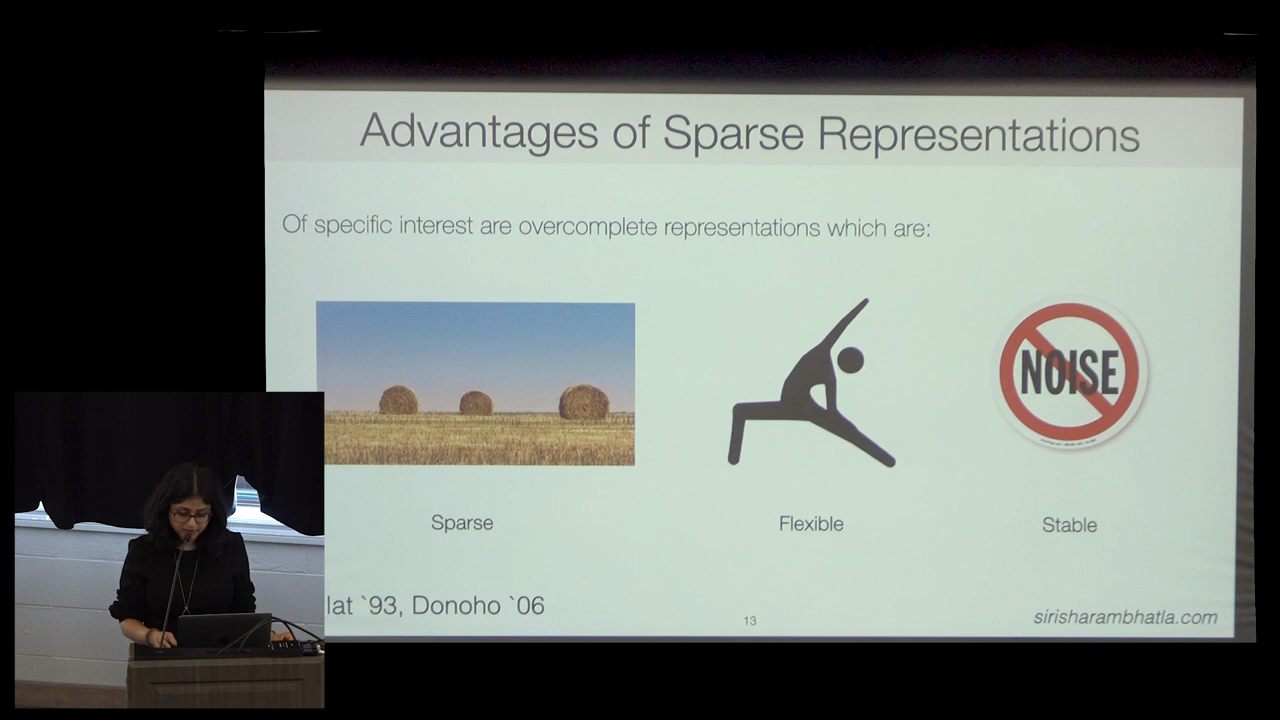 Advantages of Sparse Representations
Of specific interest are overcomplete representations which are:
NOISE
Sparse
Flexible
Stable
`93, Donoho `06
13
sirisharambhatla.com